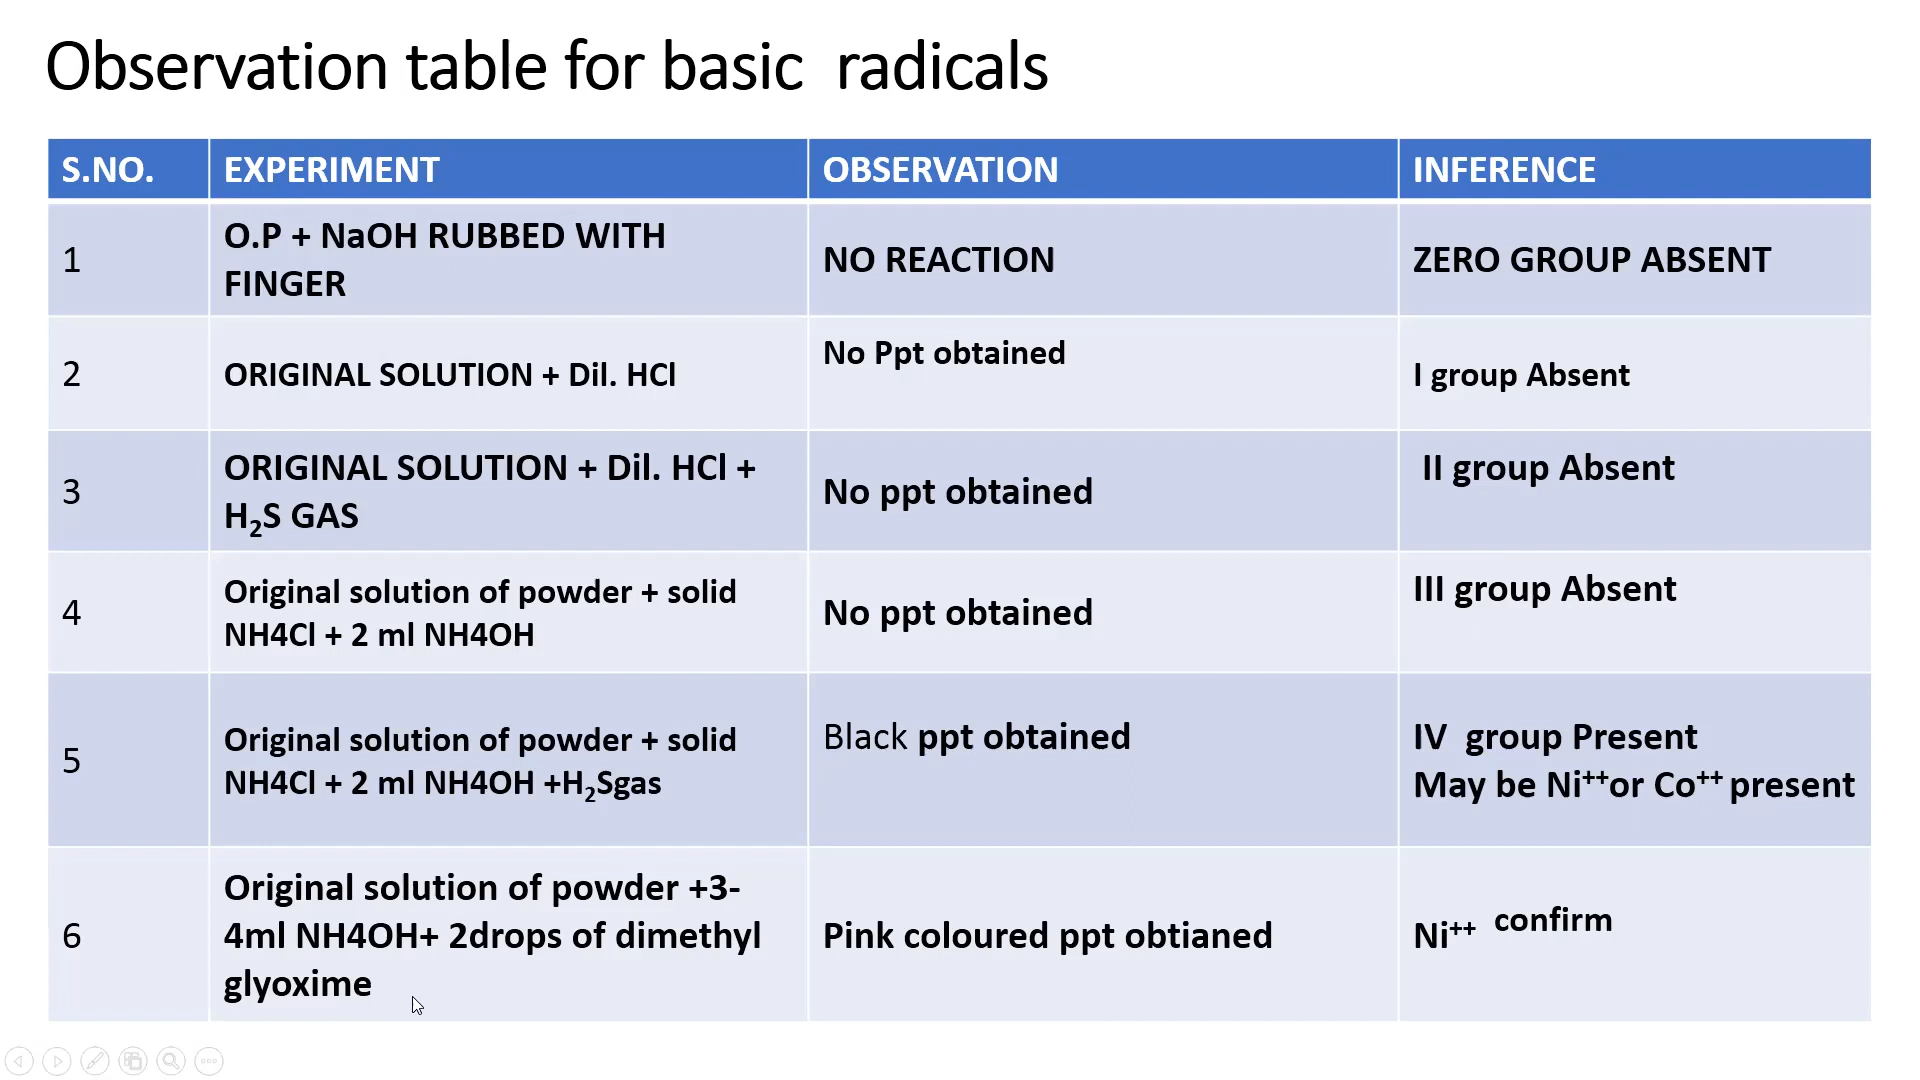 Observation table for basic  radicals
S.NO. EXPERIMENT OBSERVATION INFERENCE
1
O.P + NaOH RUBBED WITH
FINGER
NO REACTION
ZERO GROUP ABSENT
2
ORIGINAL SOLUTION + Dil. HCl
No Ppt obtained
I group Absent
3
ORIGINAL SOLUTION + Dil. HCl +
H₂S GAS
No ppt obtained
II group Absent
4
Original solution of powder + solid
NH4Cl + 2 ml NH4OH
No ppt obtained
III group Absent
5
Original solution of powder + solid
NH4Cl + 2 ml NH4OH +H₂Sgas
Black ppt obtained
IV  group Present
May be Ni⁺⁺or Co⁺⁺ present
6
Original solution of powder +3-
4ml NH4OH+ 2drops of dimethyl
glyoxime
Pink coloured ppt obtianed
Ni⁺⁺ confirm